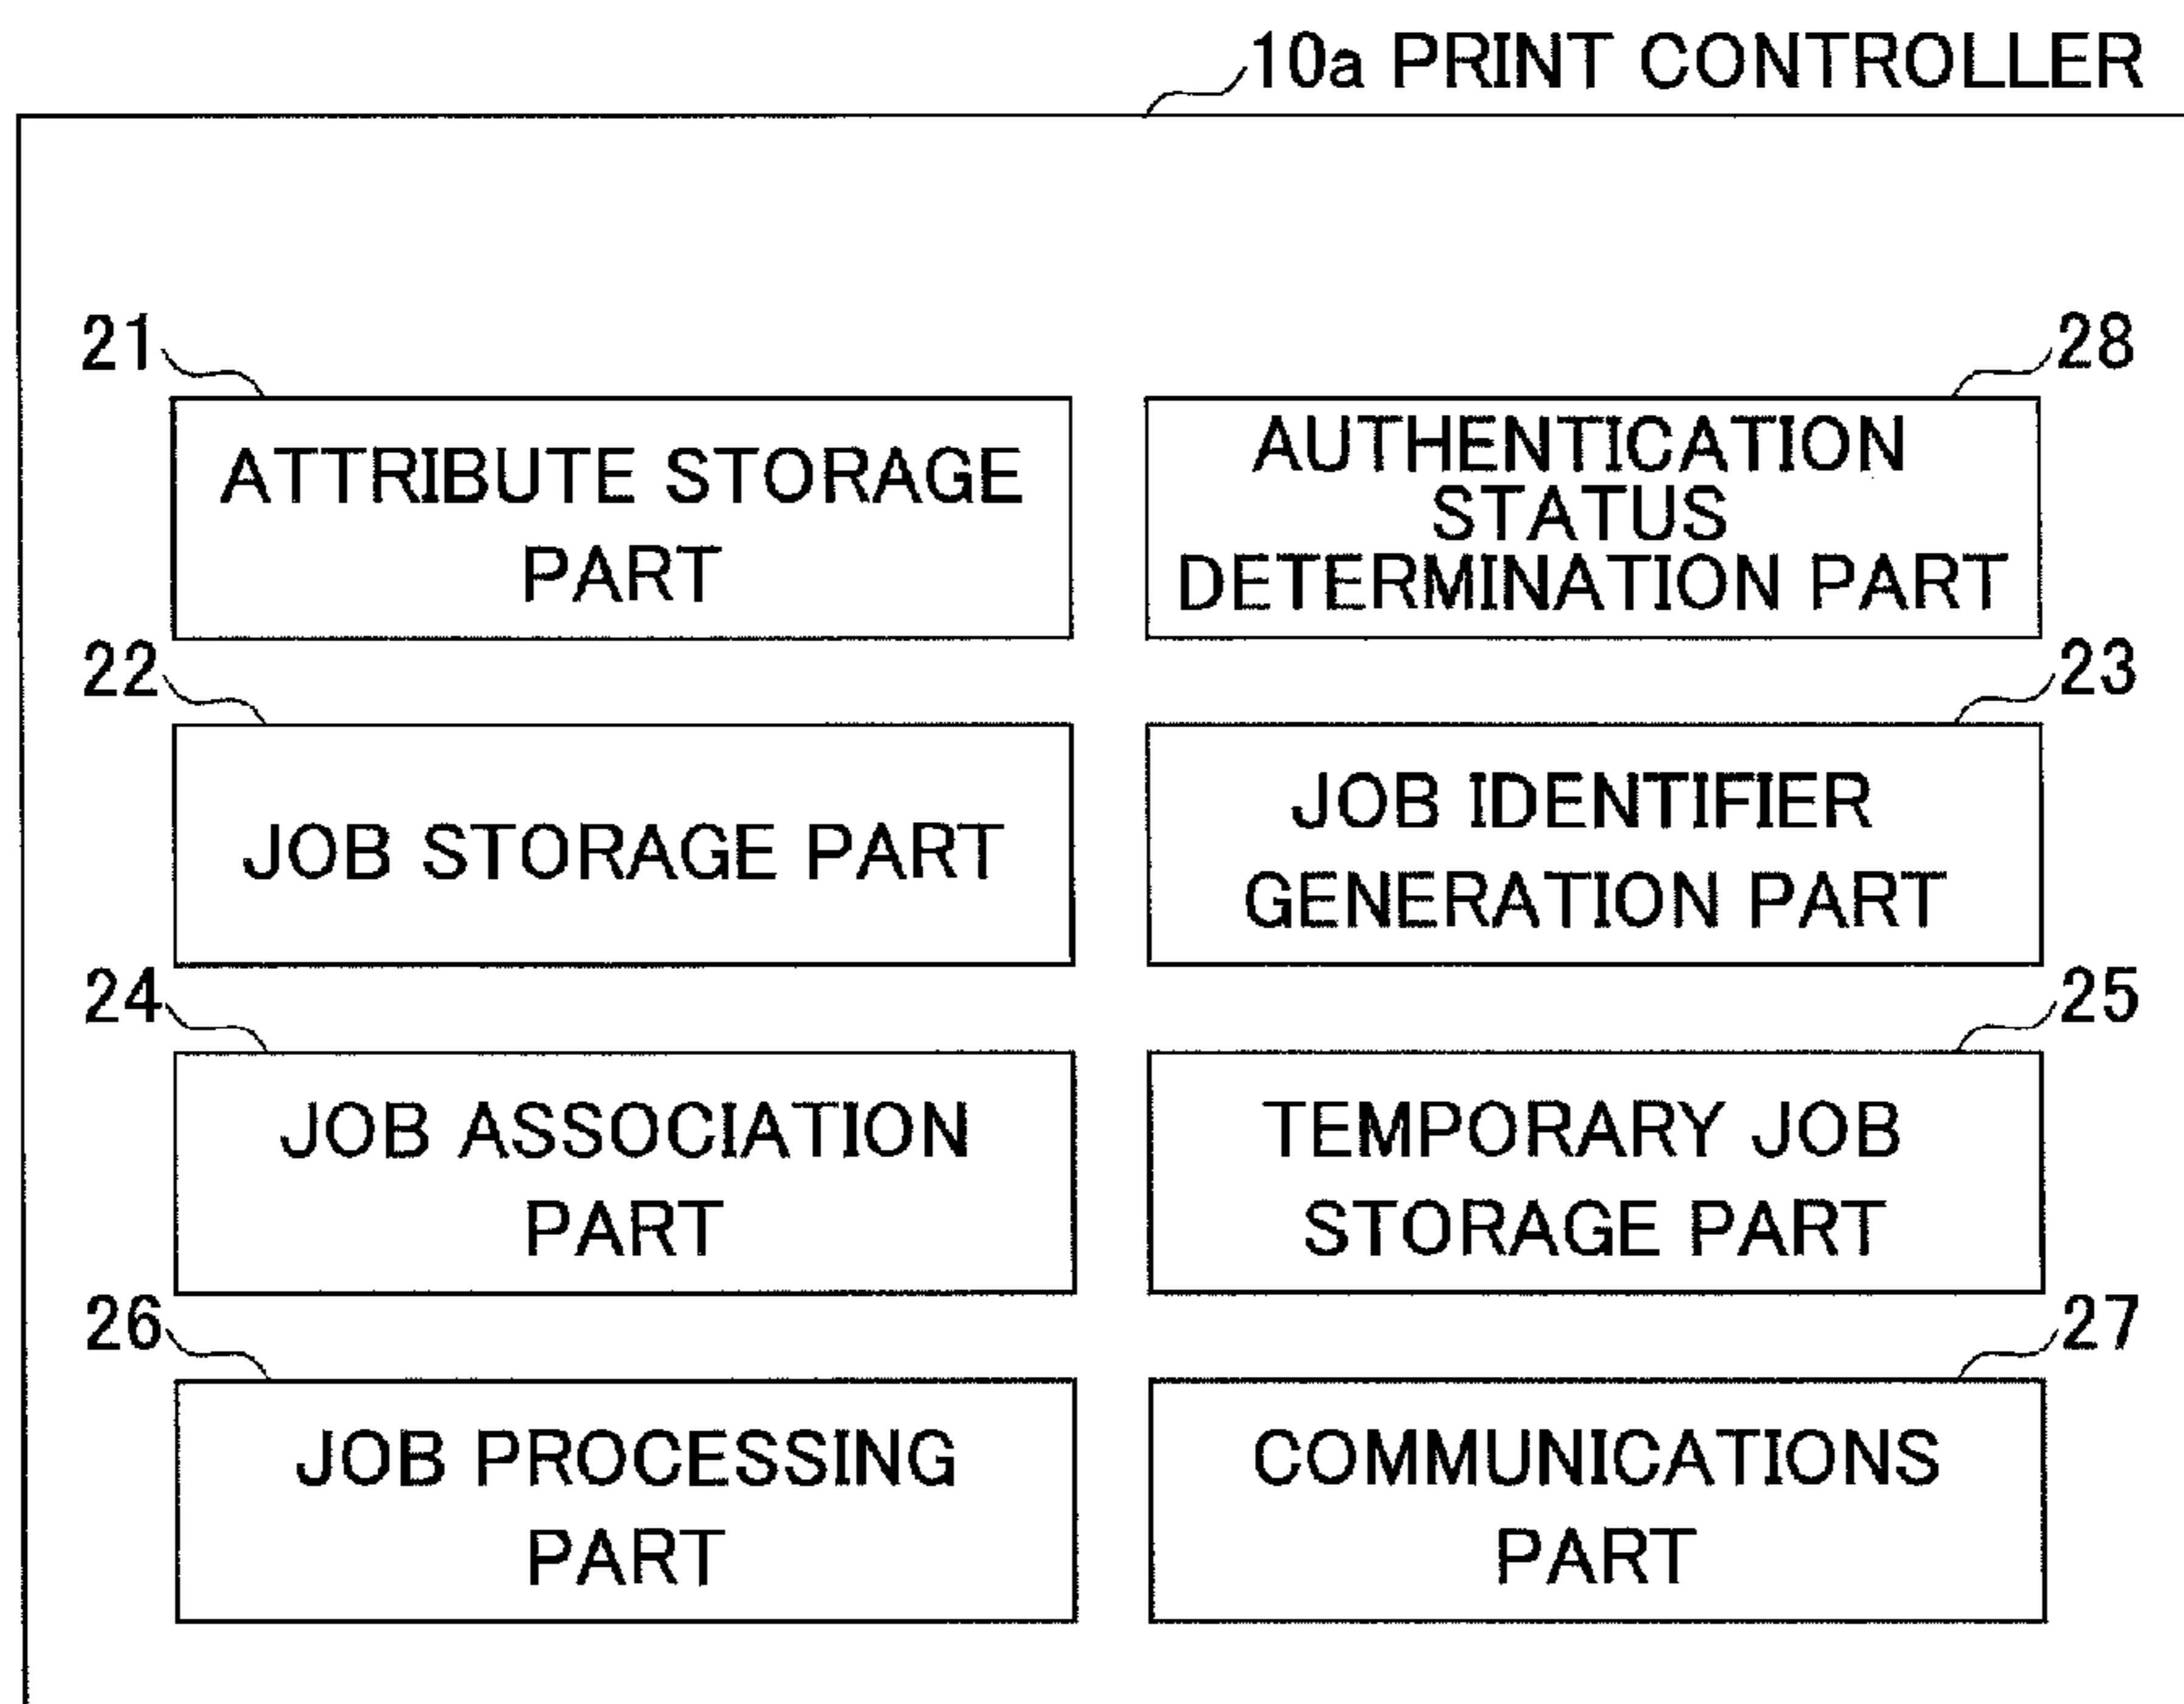 10a PRINT CONTROLLER
21
ATTRIBUTE STORAGE
PART
28
AUTHENTICATION
STATUS
DETERMINATION PART
22
JOB STORAGE PART
23
JOB IDENTIFIER
GENERATION PART
24
JOB ASSOCIATION
PART
25
TEMPORARY JOB
STORAGE PART
26
JOB PROCESSING
PART
27
COMMUNICATIONS
PART